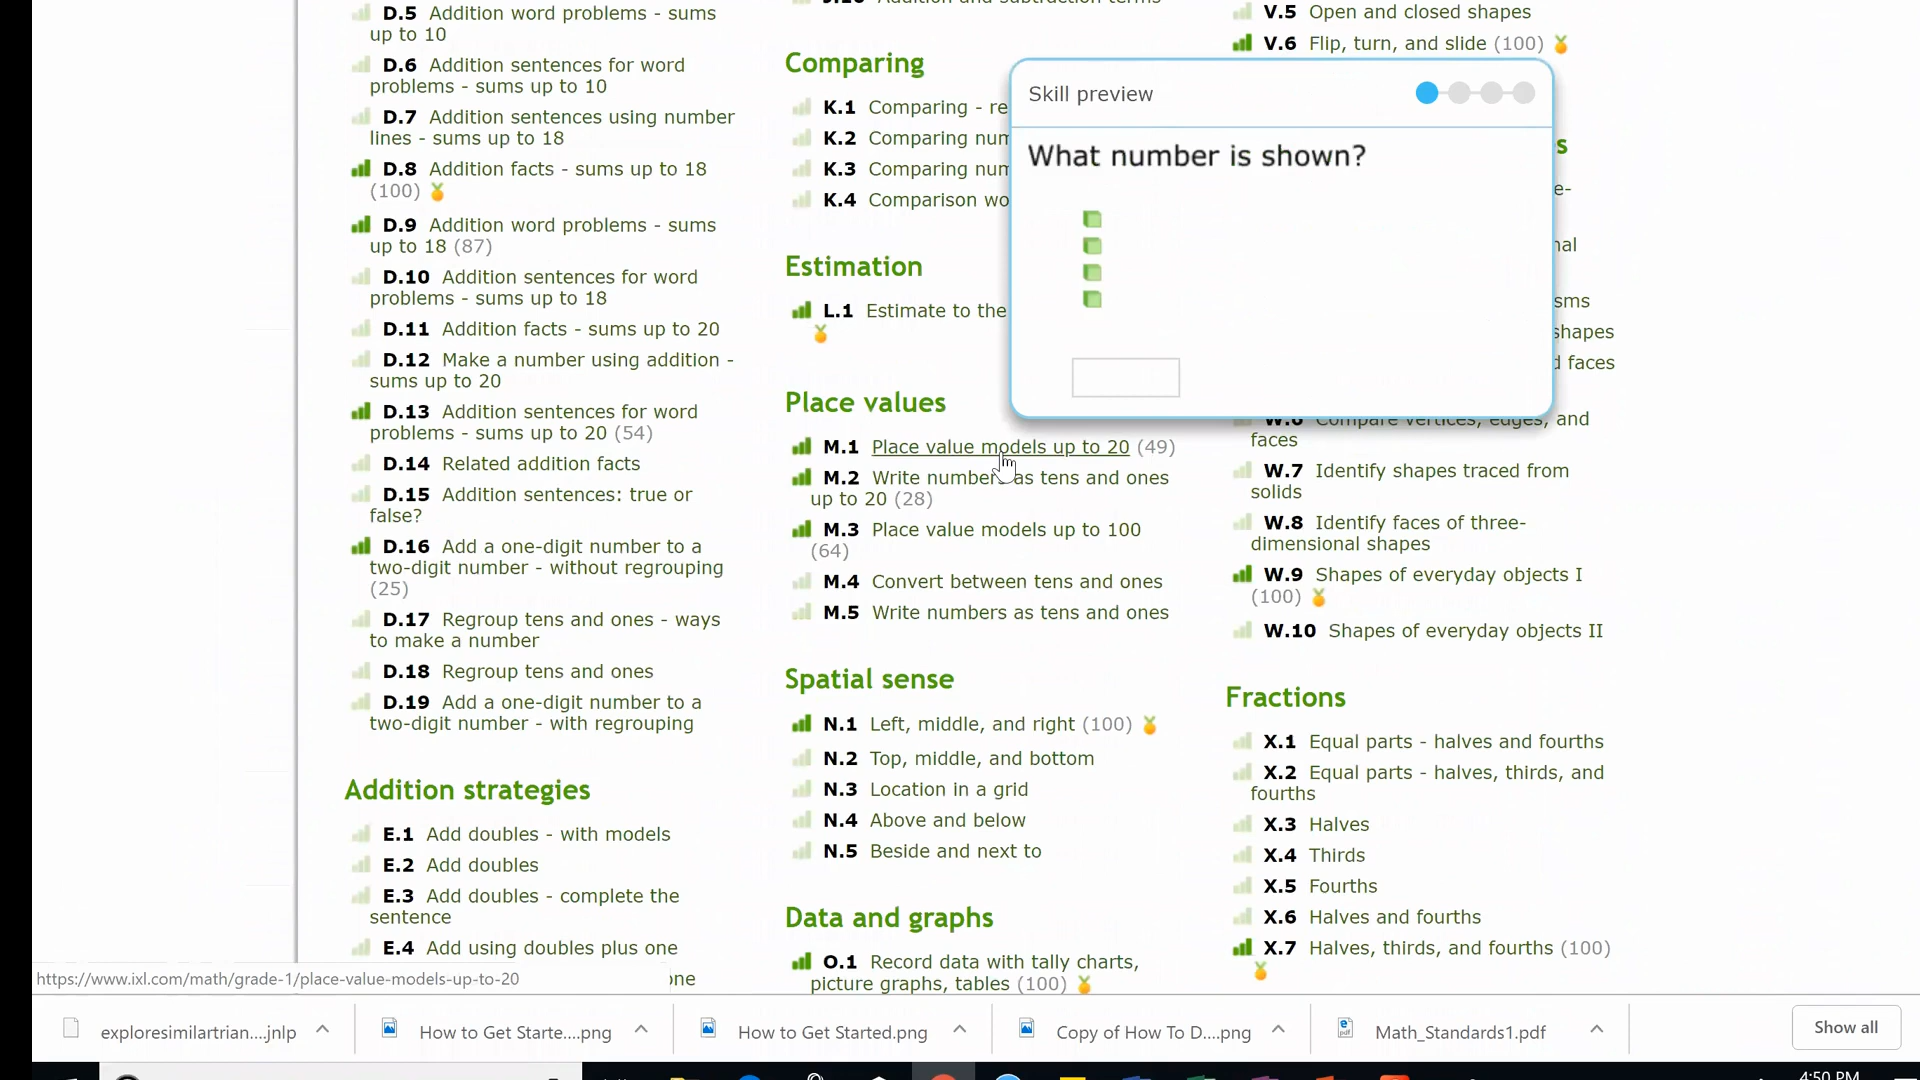 D.5 Addition word problems - sums
up to 10
D.6 Addition sentences for word
problems - sums up to 10
D.7 Addition sentences using number
lines - sums up to 18
D.8 Addition facts - sums up to 18
(100)
D.9 Addition word problems - sums
up to 18 (87)
D.10 Addition sentences for word
problems - sums up to 18
D.11 Addition facts - sums up to 20
D.12 Make a number using addition -
sums up to 20
D.13 Addition sentences for word
problems - sums up to 20 (54)
D.14 Related addition facts
D.15 Addition sentences: true or
false?
D.16 Add a one-digit number to a
two-digit number - without regrouping
(25)
D.17 Regroup tens and ones - ways
to make a number
D.18 Regroup tens and ones
D.19 Add a one-digit number to a
two-digit number - with regrouping
Addition strategies
E.1 Add doubles - with models
E.2 Add doubles
E.3 Add doubles - complete the
sentence
E.4 Add using doubles plus one
one
Comparing
K.1 Comparing - re
K.2 Comparing num
K.3 Comparing num
K.4 Comparison wo
Estimation
L.1 Estimate to the
Place values
M.1 Place value models up to 20 (49)
M.2 Write numbers as tens and ones
up to 20 (28)
M.3 Place value models up to 100
(64)
M.4 Convert between tens and ones
M.5 Write numbers as tens and ones
Spatial sense
N.1 Left, middle, and right (100)
N.2 Top, middle, and bottom
N.3 Location in a grid
N.4 Above and below
N.5 Beside and next to
Data and graphs
O.1 Record data with tally charts,
picture graphs, tables (100)
V.5 Open and closed shapes
V.6 Flip, turn, and slide (100)
Skill preview
What number is shown?
s
e-
nal
sms
shapes
d faces
W.6 Compare vertices, edges, and
faces
W.7 Identify shapes traced from
solids
W.8 Identify faces of three-
dimensional shapes
W.9 Shapes of everyday objects I
(100)
W.10 Shapes of everyday objects II
Fractions
X.1 Equal parts - halves and fourths
X.2 Equal parts - halves, thirds, and
fourths
X.3 Halves
X.4 Thirds
X.5 Fourths
X.6 Halves and fourths
X.7 Halves, thirds, and fourths (100)
https://www.ixl.com/math/grade-1/place-value-models-up-to-20
exploresimilartrian....jnlp
How to Get Starte....png
How to Get Started.png
Copy of How To D....png
Math_Standards1.pdf
Show all
4:50 PM